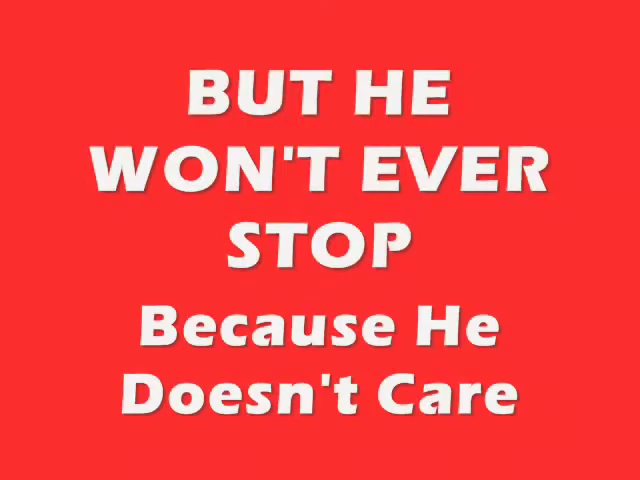 BUT HE
WON'T EVER
STOP
Because He
Doesn't Care